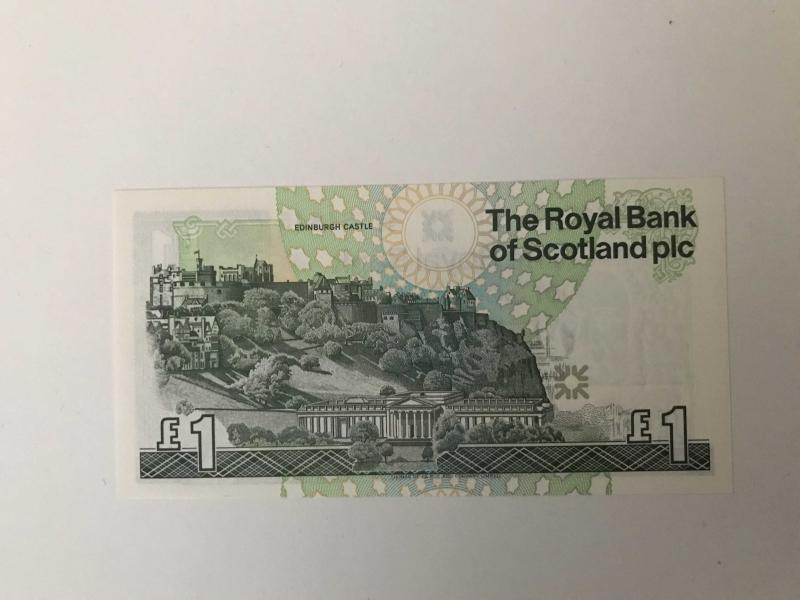 EDINBURGH CASTLE
The Royal Bank
of Scotland plc
£1
£1